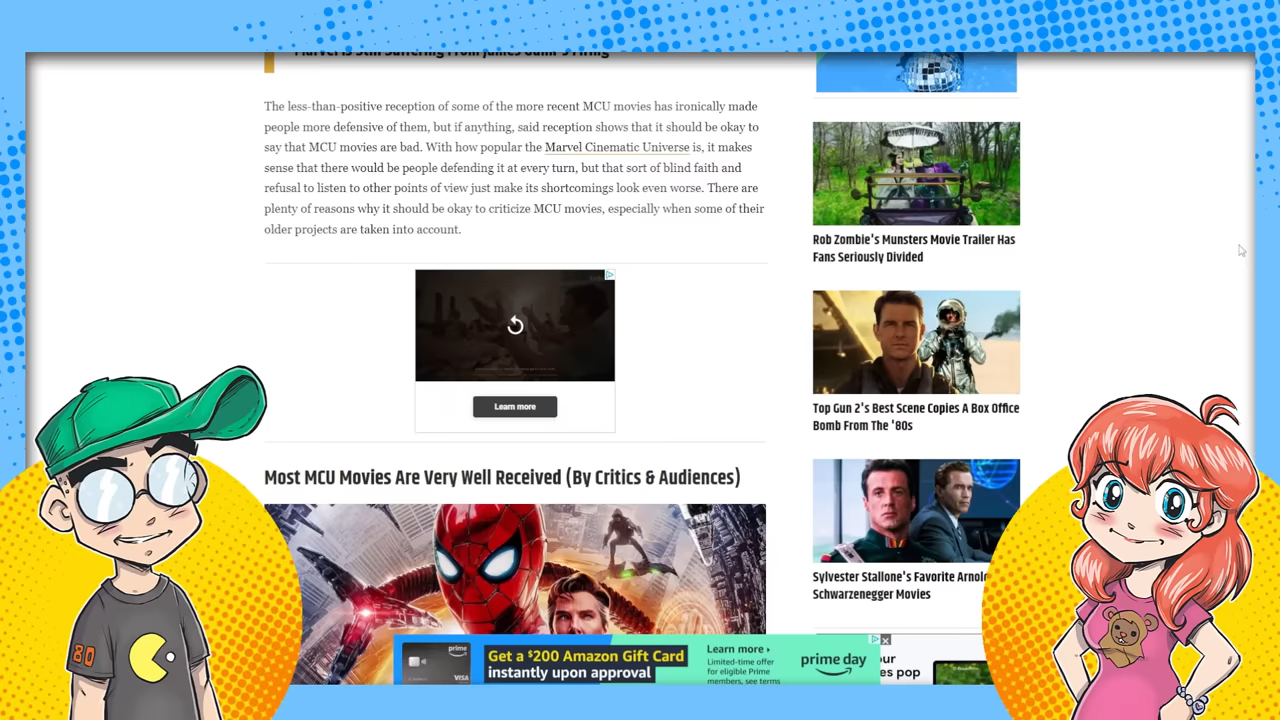 Marvel Is Still Suffering From James Gunn's Firing
The less-than-positive reception of some of the more recent MCU movies has ironically made
people more defensive of them, but if anything, said reception shows that it should be okay to
say that MCU movies are bad. With how popular the Marvel Cinematic Universe is, it makes
sense that there would be people defending it at every turn, but that sort of blind faith and
refusal to listen to other points of view just make its shortcomings look even worse. There are
plenty of reasons why it should be okay to criticize MCU movies, especially when some of their
older projects are taken into account.
Learn more
Most MCU Movies Are Very Well Received (By Critics & Audiences)
Rob Zombie's Munsters Movie Trailer Has
Fans Seriously Divided
Top Gun 2's Best Scene Copies A Box Office
Bomb From The '80s
Sylvester Stallone's Favorite Arnol
Schwarzenegger Movies
prime
VISA
Get a $200 Amazon Gift Card
instantly upon approval
Learn more ›
Limited-time offer
for eligible Prime
members, see terms
prime day
our
es pop
80